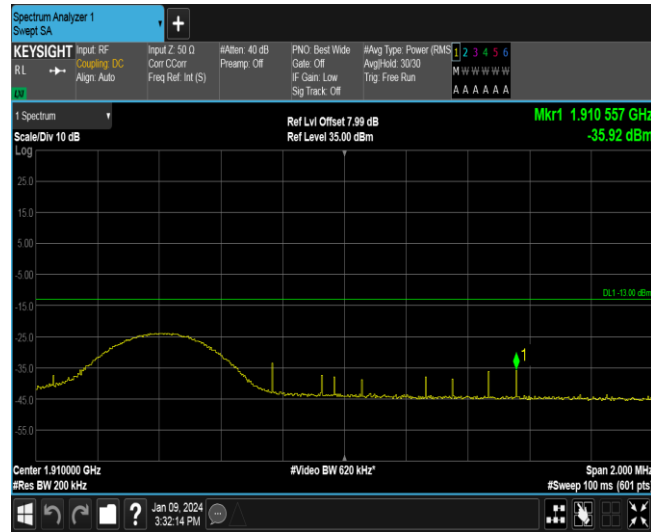 Spectrum Analyzer 1
Swept SA
KEYSIGHT
RL
Input: RF
Coupling: DC
Align: Auto
Input Z: 50 Ω
Corr CCorr
Freq Ref: Int (S)
#Atten: 40 dB
Preamp: Off
PNO: Best Wide
Gate: Off
IF Gain: Low
Sig Track: Off
#Avg Type: Power (RMS
Avg|Hold: 30/30
Trig: Free Run
1 2 3 4 5 6
M W W W W W
A A A A A A
1 Spectrum
Scale/Div 10 dB
Ref Lvl Offset 7.99 dB
Ref Level 35.00 dBm
Mkr1 1.910 557 GHz
-35.92 dBm
Log
25.0
15.0
5.00
-5.00
DL1 -13.00 dBm
-15.0
-25.0
1
-35.0
-45.0
-55.0
Center 1.910000 GHz
#Video BW 620 kHz*
Span 2.000 MHz
#Res BW 200 kHz
#Sweep 100 ms (601 pts)
?
Jan 09, 2024
3:32:14 PM